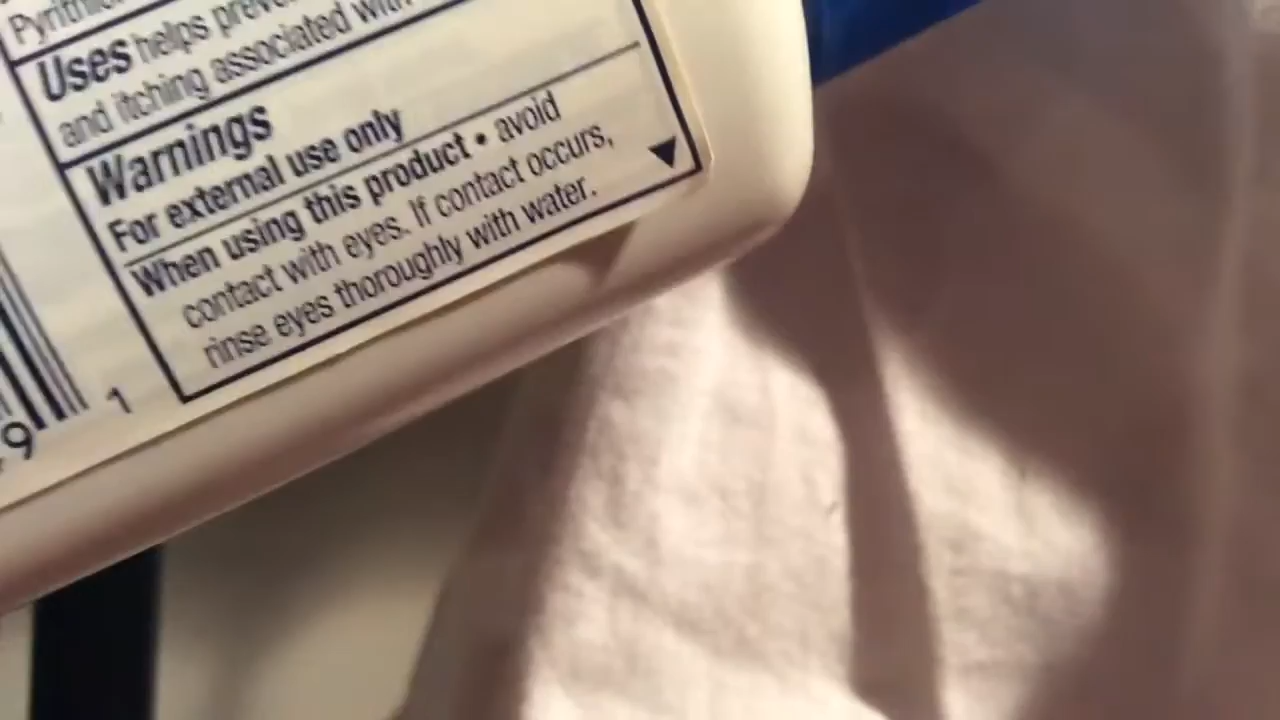 Uses helps
and itching associated with
Warnings
For external use only
When using this product • avoid
contact with eyes. If contact occurs,
rinse eyes thoroughly with water.
9 1